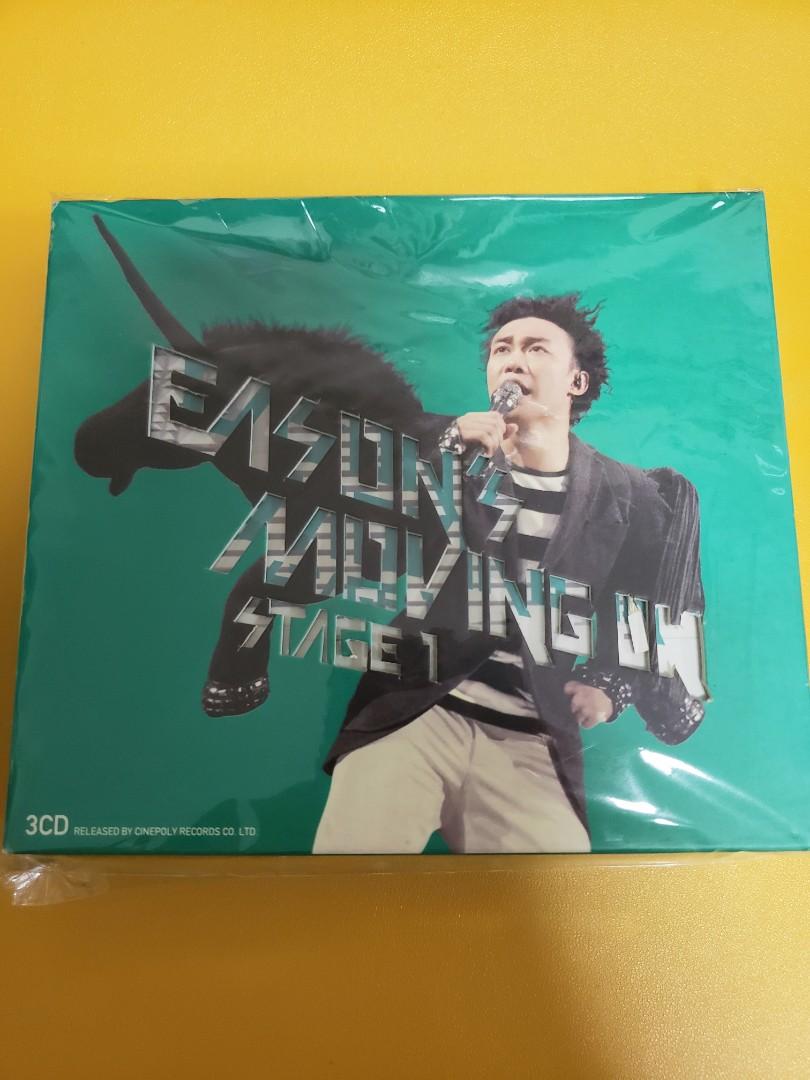 EASON'S
MOVING ON
STAGE 1
3CD RELEASED BY CINEPOLY RECORDS CO. LTD